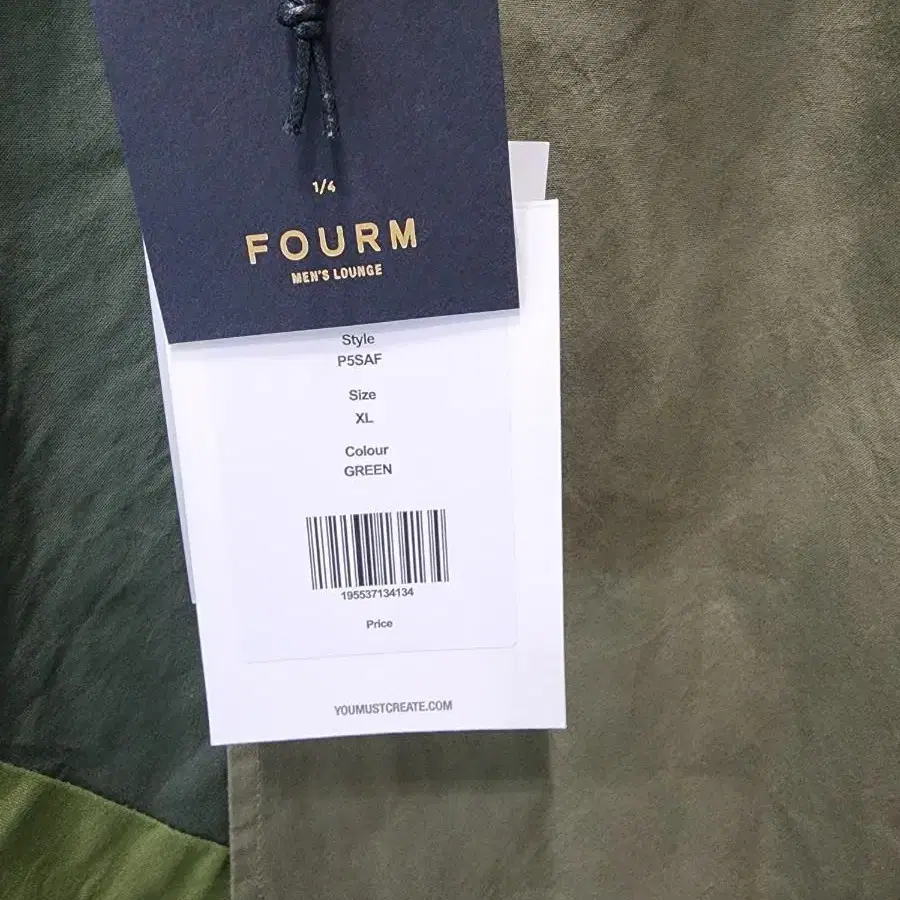 1/4
FOURM
MEN'S LOUNGE
Style
P5SAF
Size
XL
Colour
GREEN
195537134134
Price
YOUMUSTCREATE.COM